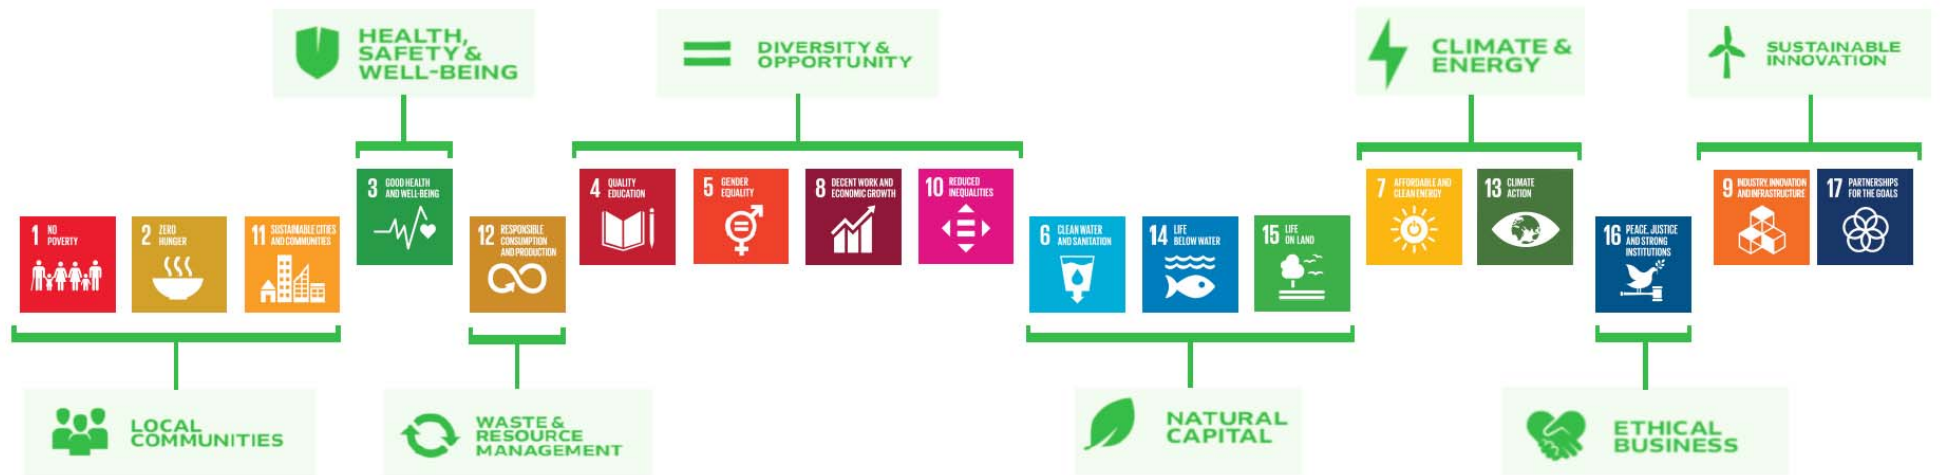 HEALTH,
SAFETY &
WELL-BEING
DIVERSITY &
OPPORTUNITY
CLIMATE &
ENERGY
SUSTAINABLE
INNOVATION
1 NO
POVERTY
2 ZERO
HUNGER
11 SUSTAINABLE CITIES
AND COMMUNITIES
3 GOOD HEALTH
AND WELL-BEING
12 RESPONSIBLE
CONSUMPTION
AND PRODUCTION
4 QUALITY
EDUCATION
5 GENDER
EQUALITY
8 DECENT WORK AND
ECONOMIC GROWTH
10 REDUCED
INEQUALITIES
6 CLEAN WATER
AND SANITATION
14 LIFE
BELOW WATER
15 LIFE
ON LAND
7 AFFORDABLE AND
CLEAN ENERGY
13 CLIMATE
ACTION
16 PEACE, JUSTICE
AND STRONG
INSTITUTIONS
9 INDUSTRY, INNOVATION
AND INFRASTRUCTURE
17 PARTNERSHIPS
FOR THE GOALS
LOCAL
COMMUNITIES
WASTE &
RESOURCE
MANAGEMENT
NATURAL
CAPITAL
ETHICAL
BUSINESS